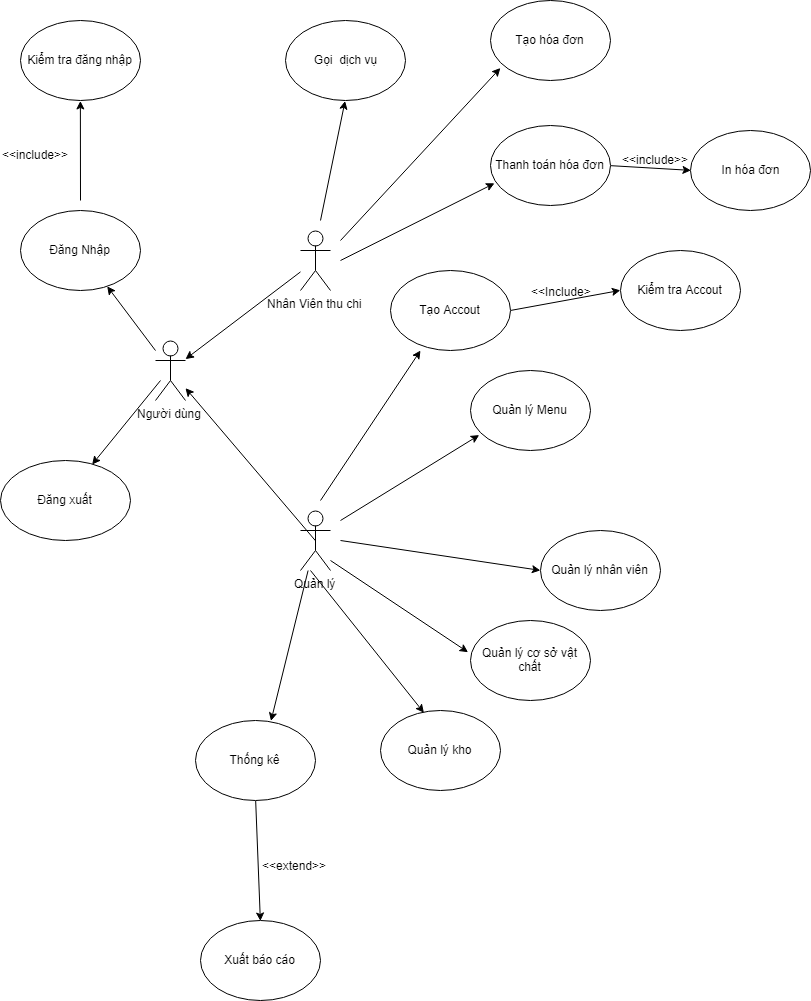 Tạo hóa đơn
Kiểm tra đăng nhập
Gọi dịch vụ
<<include>>
Thanh toán hóa đơn
<<include>>
In hóa đơn
Đăng Nhập
Nhân Viên thu chi
Tạo Accout
<<Include>
Kiểm tra Accout
Người dùng
Quản lý Menu
Đăng xuất
Quản lý
Quản lý nhân viên
Quản lý cơ sở vật
chất
Thống kê
Quản lý kho
<<extend>>
Xuất báo cáo